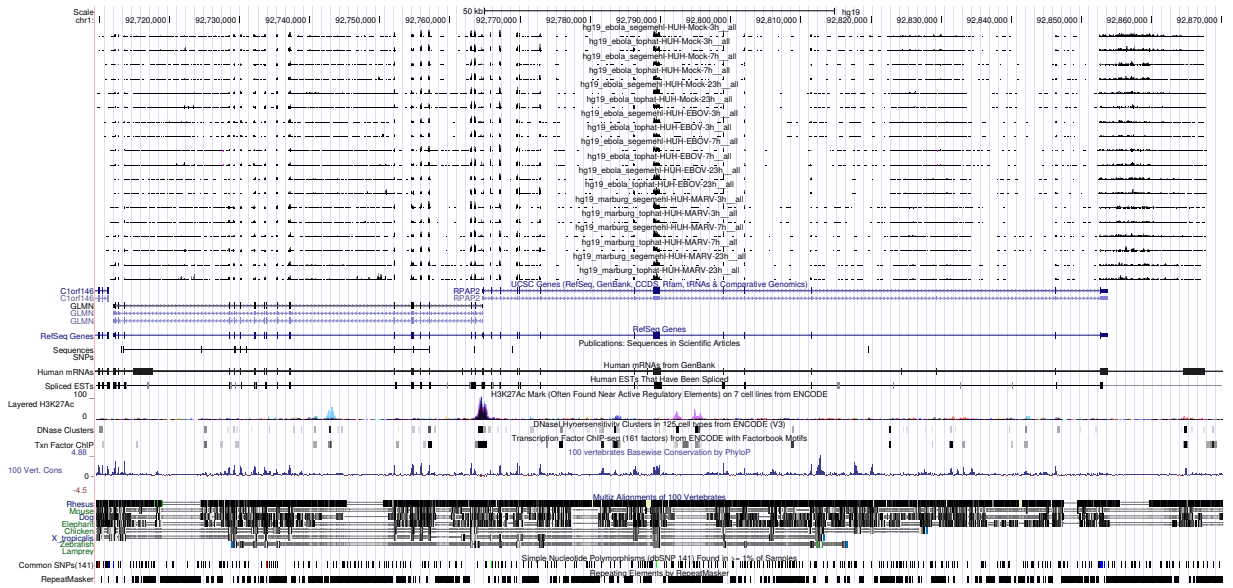 Scale 50 kb hg19
chr1: 92,720,000 92,730,000 92,740,000 92,750,000 92,760,000 92,770,000 92,780,000 92,790,000 92,800,000 92,810,000 92,820,000 92,830,000 92,840,000 92,850,000 92,860,000 92,870,000
hg19_ebola_segemehl-HUH-Mock-3h__all
hg19_ebola_tophat-HUH-Mock-3h__all
hg19_ebola_segemehl-HUH-Mock-7h__all
hg19_ebola_tophat-HUH-Mock-7h__all
hg19_ebola_segemehl-HUH-Mock-23h__all
hg19_ebola_tophat-HUH-Mock-23h__all
hg19_ebola_segemehl-HUH-EBOV-3h__all
hg19_ebola_tophat-HUH-EBOV-3h__all
hg19_ebola_segemehl-HUH-EBOV-7h__all
hg19_ebola_tophat-HUH-EBOV-7h__all
hg19_ebola_segemehl-HUH-EBOV-23h__all
hg19_ebola_tophat-HUH-EBOV-23h__all
hg19_marburg_segemehl-HUH-MARV-3h__all
hg19_marburg_tophat-HUH-MARV-3h__all
hg19_marburg_segemehl-HUH-MARV-7h__all
hg19_marburg_tophat-HUH-MARV-7h__all
hg19_marburg_segemehl-HUH-MARV-23h__all
hg19_marburg_tophat-HUH-MARV-23h__all
UCSC Genes (RefSeq, GenBank, CCDS, Rfam, tRNAs & Comparative Genomics)
C1orf146 RPAP2
C1orf146 RPAP2
GLMN
GLMN
GLMN
RefSeq Genes
RefSeq Genes
Publications: Sequences in Scientific Articles
Sequences
SNPs
Human mRNAs from GenBank
Human mRNAs
Human ESTs That Have Been Spliced
Spliced ESTs
H3K27Ac Mark (Often Found Near Active Regulatory Elements) on 7 cell lines from ENCODE
100
Layered H3K27Ac
0
DNaseI Hypersensitivity Clusters in 125 cell types from ENCODE (V3)
DNase Clusters
Transcription Factor ChIP-seq (161 factors) from ENCODE with Factorbook Motifs
Txn Factor ChIP
100 vertebrates Basewise Conservation by PhyloP
4.88
100 Vert. Cons
0
-4.5
Multiz Alignments of 100 Vertebrates
Rhesus
Mouse
Dog
Elephant
Chicken
X_tropicalis
Zebrafish
Lamprey
Simple Nucleotide Polymorphisms (dbSNP 141) Found in >= 1% of Samples
Common SNPs(141)
Repeating Elements by RepeatMasker
RepeatMasker